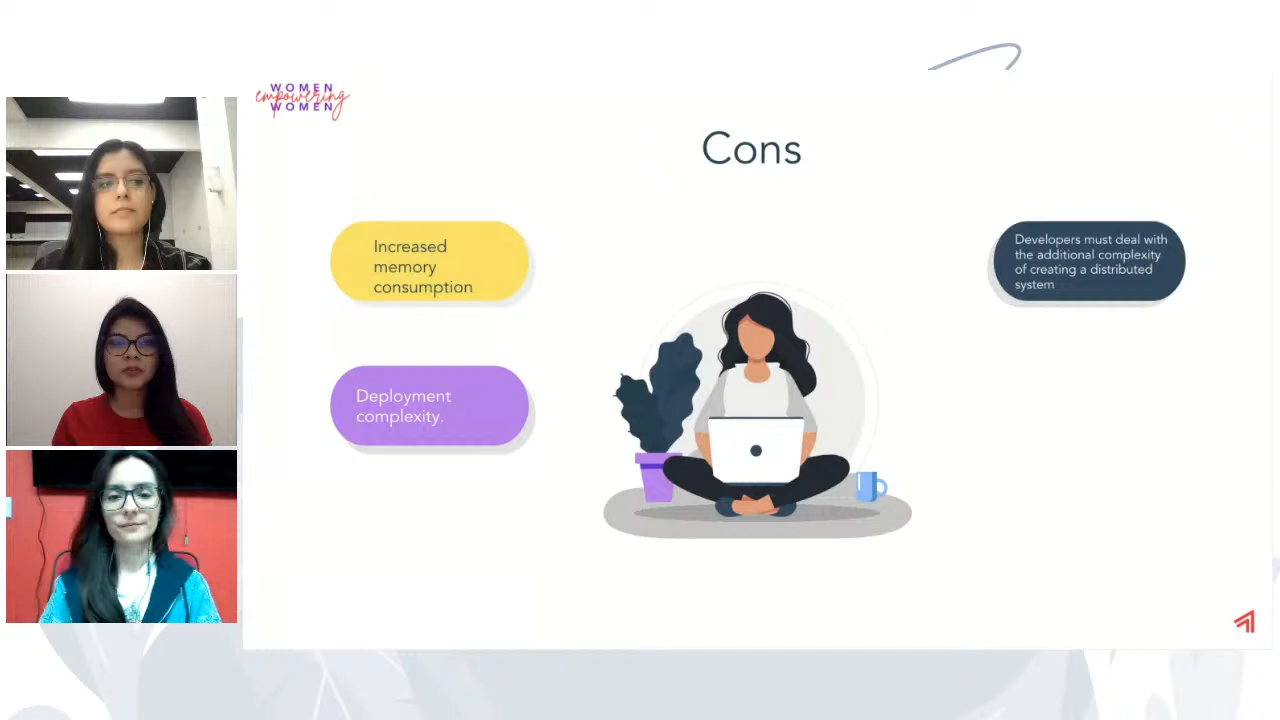 WOMEN
empowering
WOMEN
Cons
Increased
memory
consumption
Deployment
complexity.
Developers must deal with
the additional complexity
of creating a distributed
system